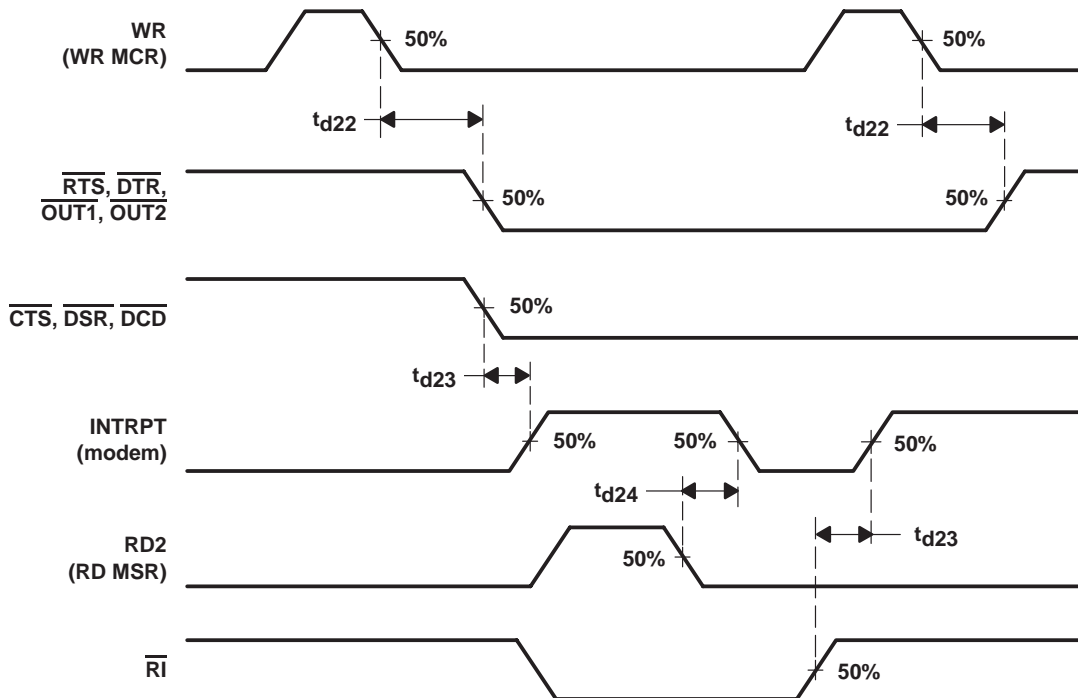 WR
(WR MCR)
50%
50%
td22
td22
RTS, DTR,
OUT1, OUT2
50%
50%
CTS, DSR, DCD
50%
td23
INTRPT
(modem)
50%
50%
50%
td24
td23
RD2
(RD MSR)
50%
RI
50%